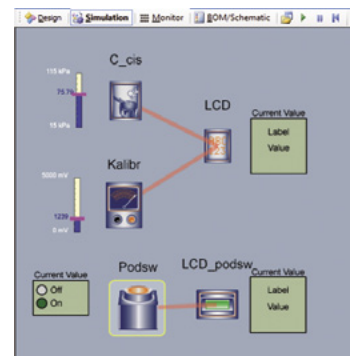 Design Simulation Monitor BOM/Schematic
C_cis
115 kPa
75.7
15 kPa
LCD
Current Value
Label
Value
Kalibr
5000 mV
1239
0 mV
Podsw
LCD_podsw
Current Value
Off
On
Current Value
Label
Value